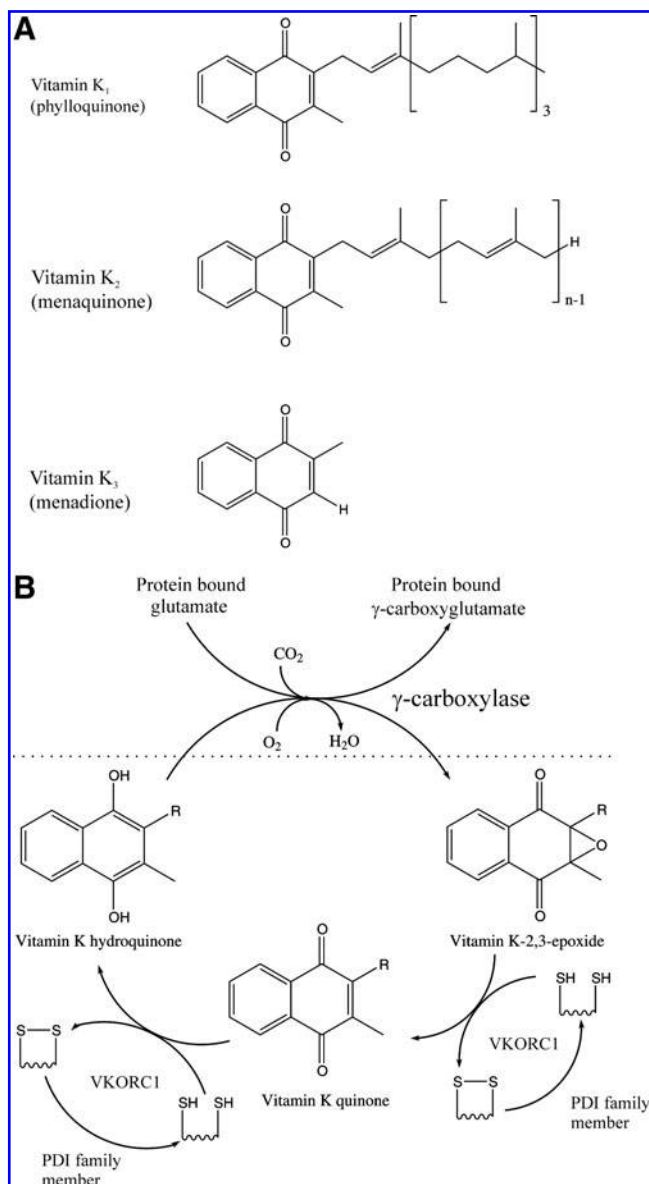 A
Vitamin K₁
(phylloquinone)
O
O
3
Vitamin K₂
(menaquinone)
O
O
H
n-1
Vitamin K₃
(menadione)
O
O
H
B
Protein bound
glutamate
Protein bound
γ-carboxyglutamate
CO₂
γ-carboxylase
O₂
H₂O
OH
R
OH
Vitamin K hydroquinone
O
R
O
O
Vitamin K-2,3-epoxide
O
R
O
Vitamin K quinone
S S
VKORC1
SH SH
PDI family
member
SH SH
VKORC1
S S
PDI family
member